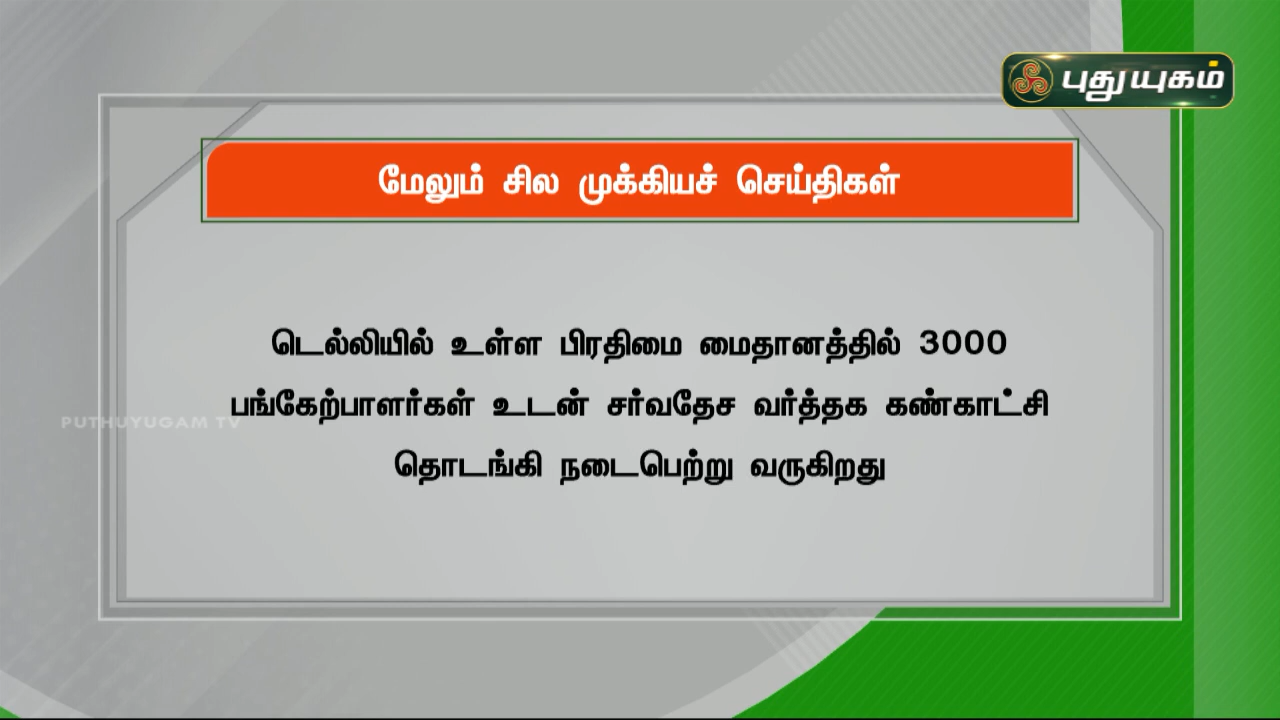 புதுயுகம்
மேலும் சில முக்கியச் செய்திகள்
டெல்லியில் உள்ள பிரதிமை மைதானத்தில் 3000
பங்கேற்பாளர்கள் உடன் சர்வதேச வர்த்தக கண்காட்சி
PUTHUYUGAM TV
தொடங்கி நடைபெற்று வருகிறது